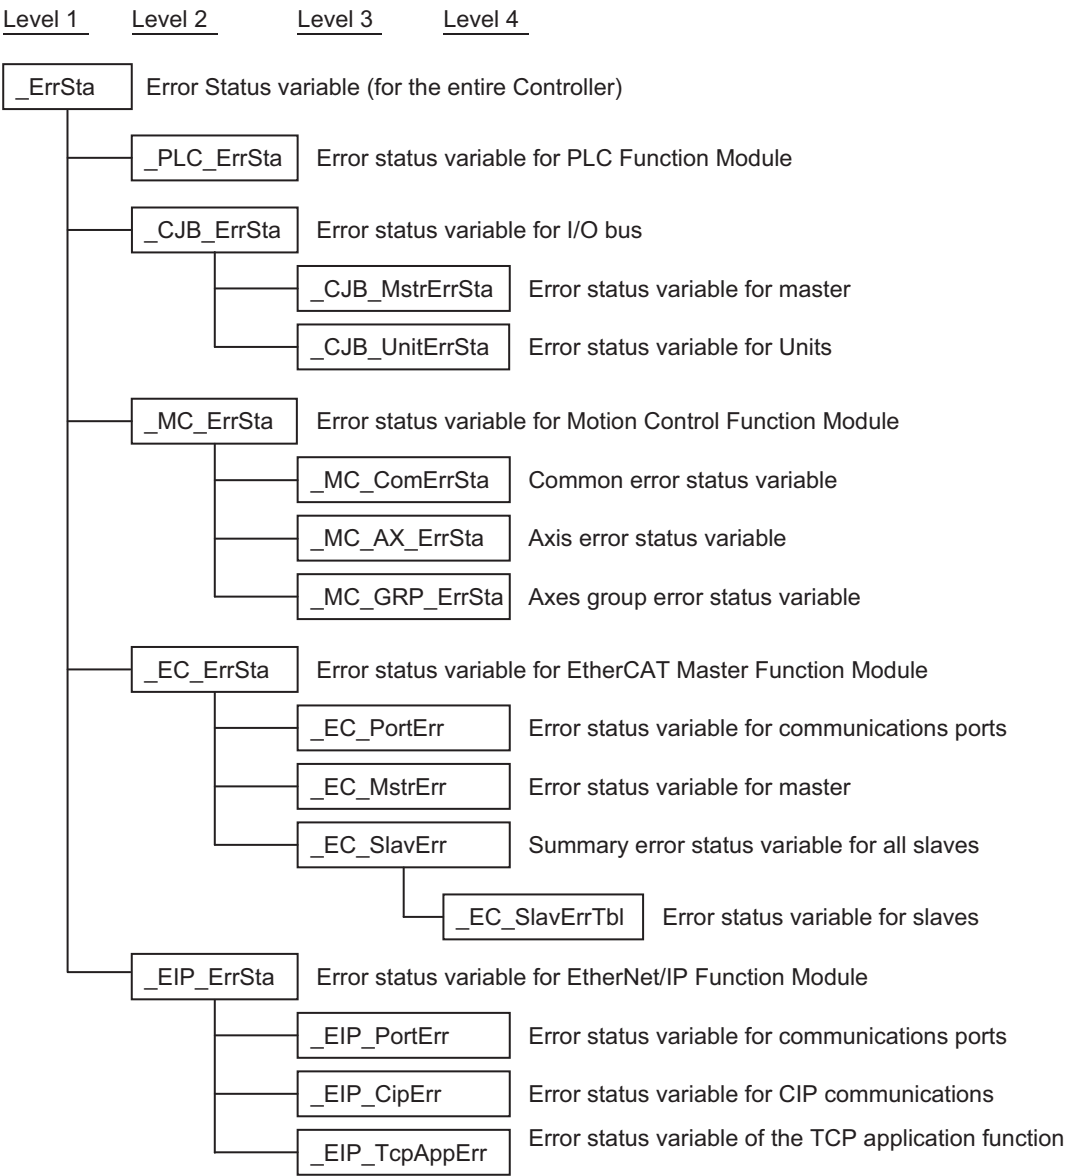 Level 1 Level 2 Level 3 Level 4
_ErrSta Error Status variable (for the entire Controller)
_PLC_ErrSta Error status variable for PLC Function Module
_CJB_ErrSta Error status variable for I/O bus
_CJB_MstrErrSta Error status variable for master
_CJB_UnitErrSta Error status variable for Units
_MC_ErrSta Error status variable for Motion Control Function Module
_MC_ComErrSta Common error status variable
_MC_AX_ErrSta Axis error status variable
_MC_GRP_ErrSta Axes group error status variable
_EC_ErrSta Error status variable for EtherCAT Master Function Module
_EC_PortErr Error status variable for communications ports
_EC_MstrErr Error status variable for master
_EC_SlavErr Summary error status variable for all slaves
_EC_SlavErrTbl Error status variable for slaves
_EIP_ErrSta Error status variable for EtherNet/IP Function Module
_EIP_PortErr Error status variable for communications ports
_EIP_CipErr Error status variable for CIP communications
_EIP_TcpAppErr Error status variable of the TCP application function